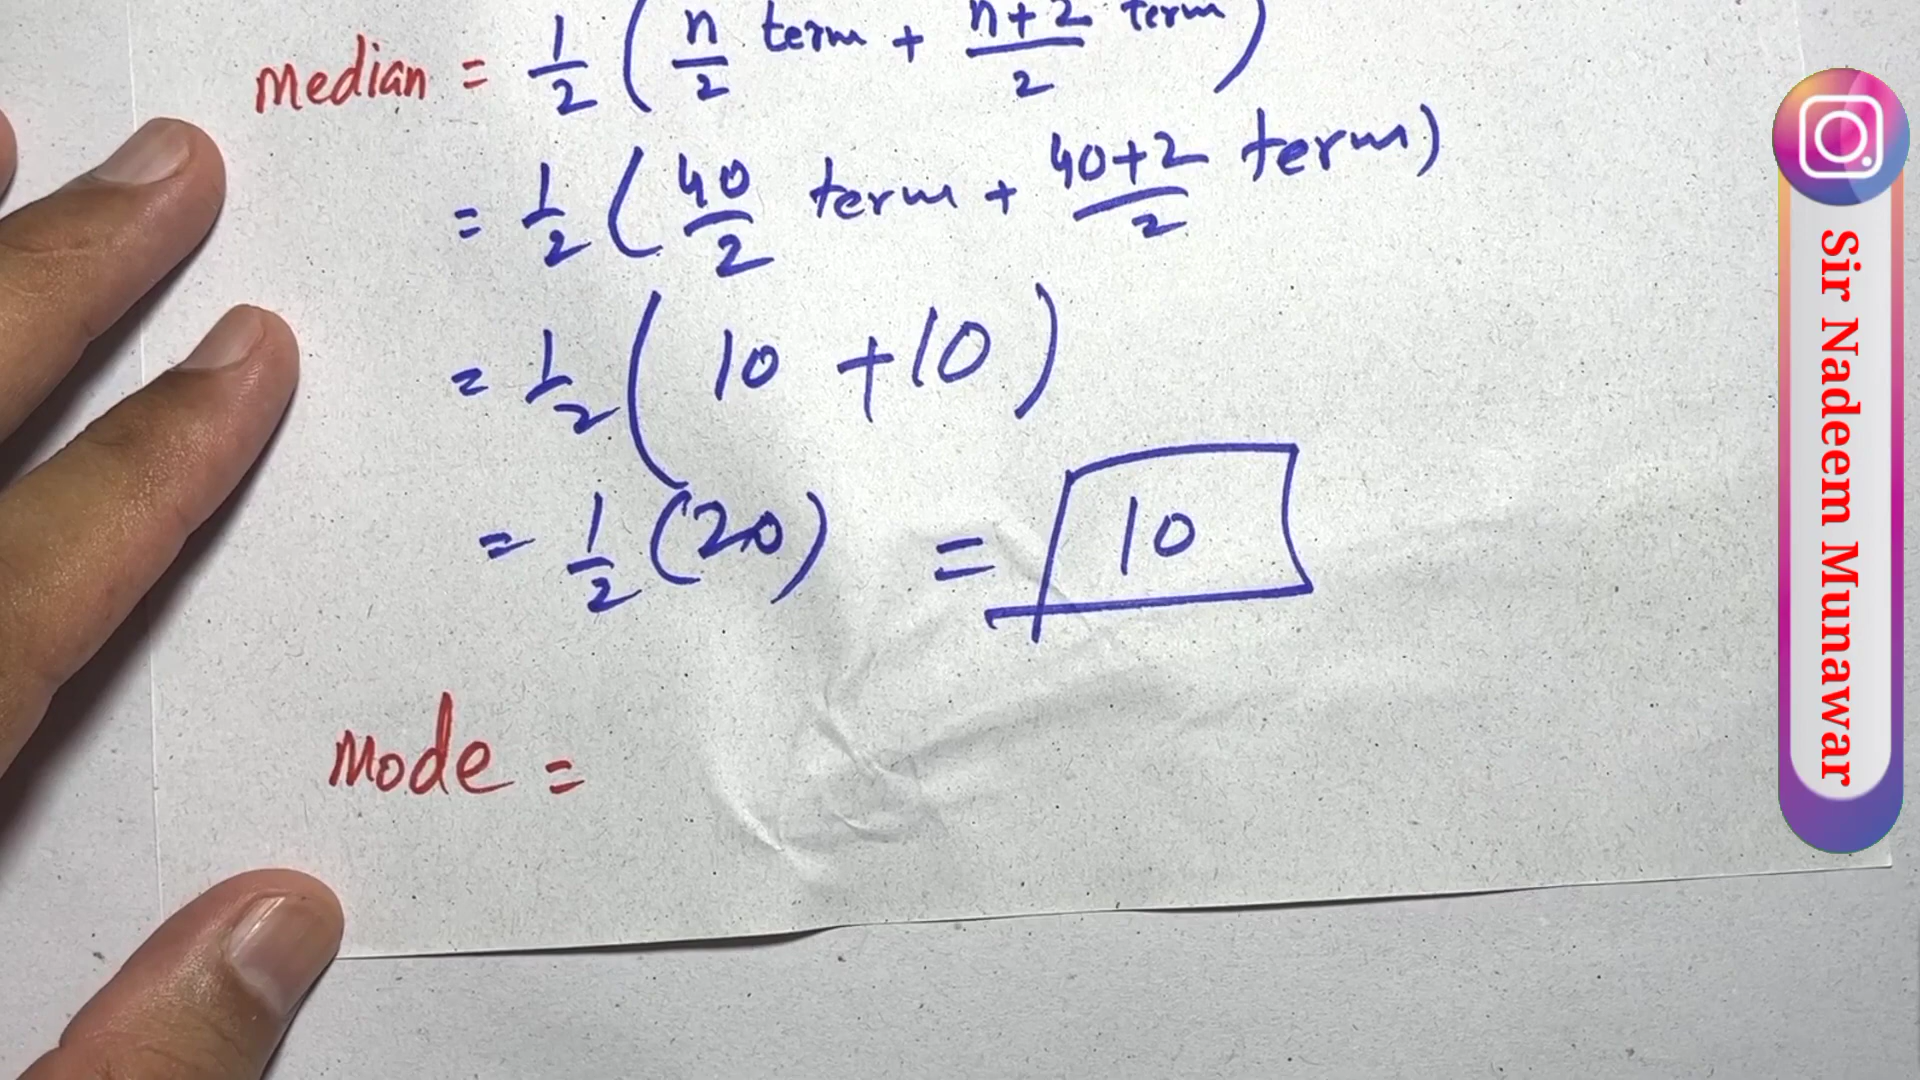 Median = 1/2 ( n/2 term + n+2/2 term )
= 1/2 ( 40/2 term + 40+2/2 term )
= 1/2 ( 10 + 10 )
= 1/2 (20) = 10
Mode =
Sir Nadeem Munawar